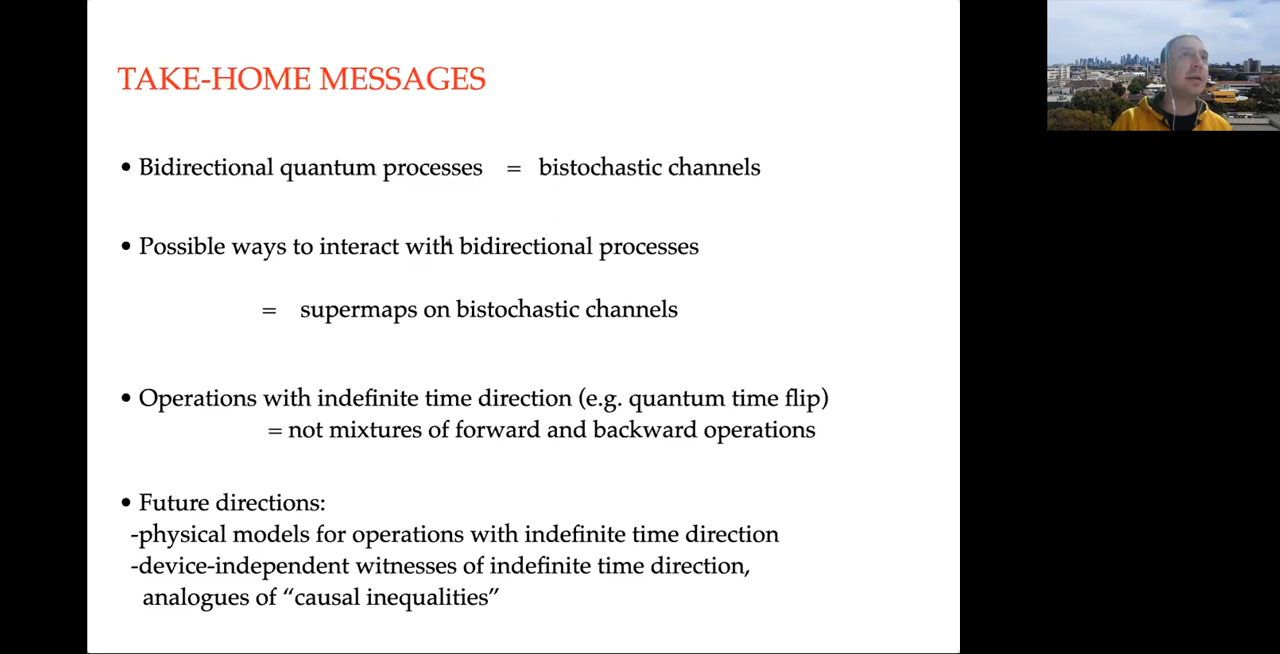 TAKE-HOME MESSAGES
• Bidirectional quantum processes = bistochastic channels
• Possible ways to interact with bidirectional processes
= supermaps on bistochastic channels
• Operations with indefinite time direction (e.g. quantum time flip)
= not mixtures of forward and backward operations
• Future directions:
-physical models for operations with indefinite time direction
-device-independent witnesses of indefinite time direction,
analogues of “causal inequalities”